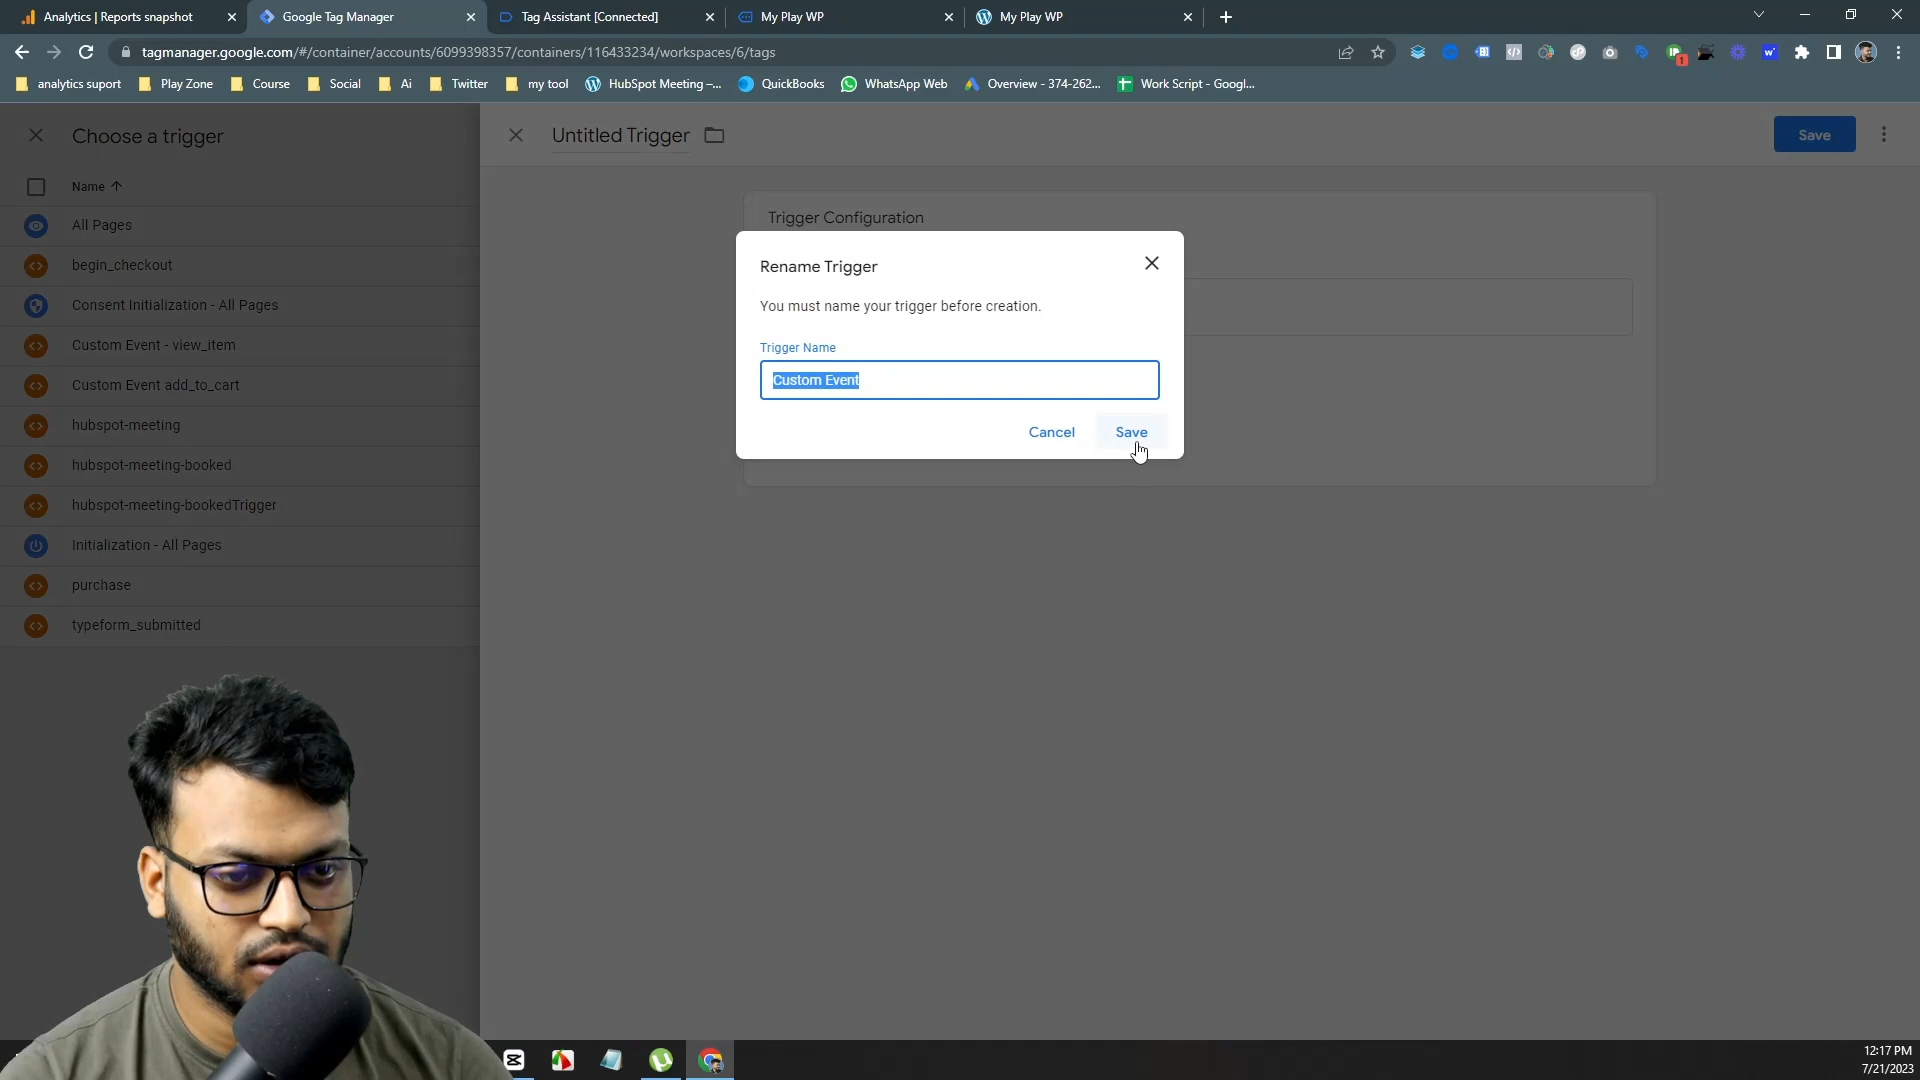 Analytics | Reports snapshot
Google Tag Manager
Tag Assistant [Connected]
My Play WP
My Play WP
tagmanager.google.com/#/container/accounts/6099398357/containers/116433234/workspaces/6/tags
1
analytics suport
Play Zone
Course
Social
Ai
Twitter
my tool
HubSpot Meeting –...
QuickBooks
WhatsApp Web
Overview - 374-262...
Work Script - Googl...
Choose a trigger
Untitled Trigger
Save
Name
All Pages
begin_checkout
Consent Initialization - All Pages
Custom Event - view_item
Custom Event add_to_cart
hubspot-meeting
hubspot-meeting-booked
hubspot-meeting-bookedTrigger
Initialization - All Pages
purchase
typeform_submitted
Trigger Configuration
Rename Trigger
You must name your trigger before creation.
Trigger Name
Custom Event
Cancel
Save
12:17 PM
7/21/2023